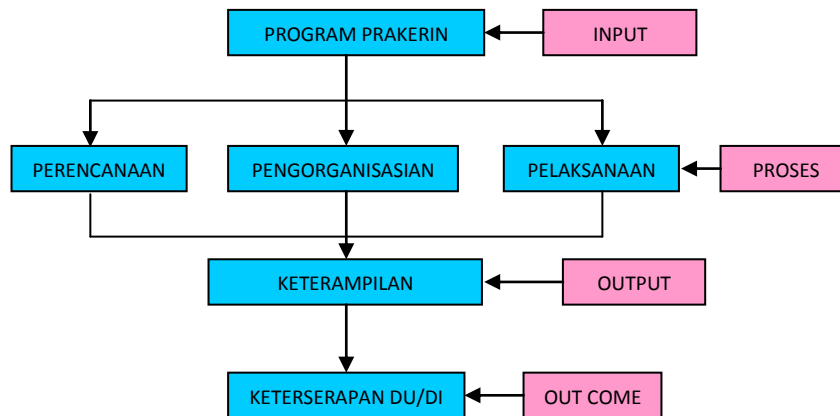 PROGRAM PRAKERIN
INPUT
PERENCANAAN
PENGORGANISASIAN
PELAKSANAAN
PROSES
KETERAMPILAN
OUTPUT
KETERSERAPAN DU/DI
OUT COME